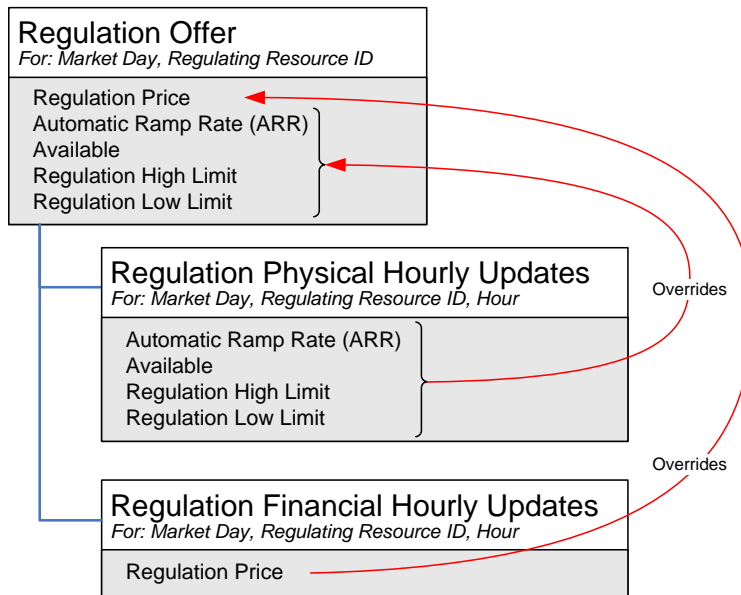 Regulation Offer
For: Market Day, Regulating Resource ID
Regulation Price
Automatic Ramp Rate (ARR)
Available
Regulation High Limit
Regulation Low Limit
Regulation Physical Hourly Updates
For: Market Day, Regulating Resource ID, Hour
Overrides
Automatic Ramp Rate (ARR)
Available
Regulation High Limit
Regulation Low Limit
Overrides
Regulation Financial Hourly Updates
For: Market Day, Regulating Resource ID, Hour
Regulation Price